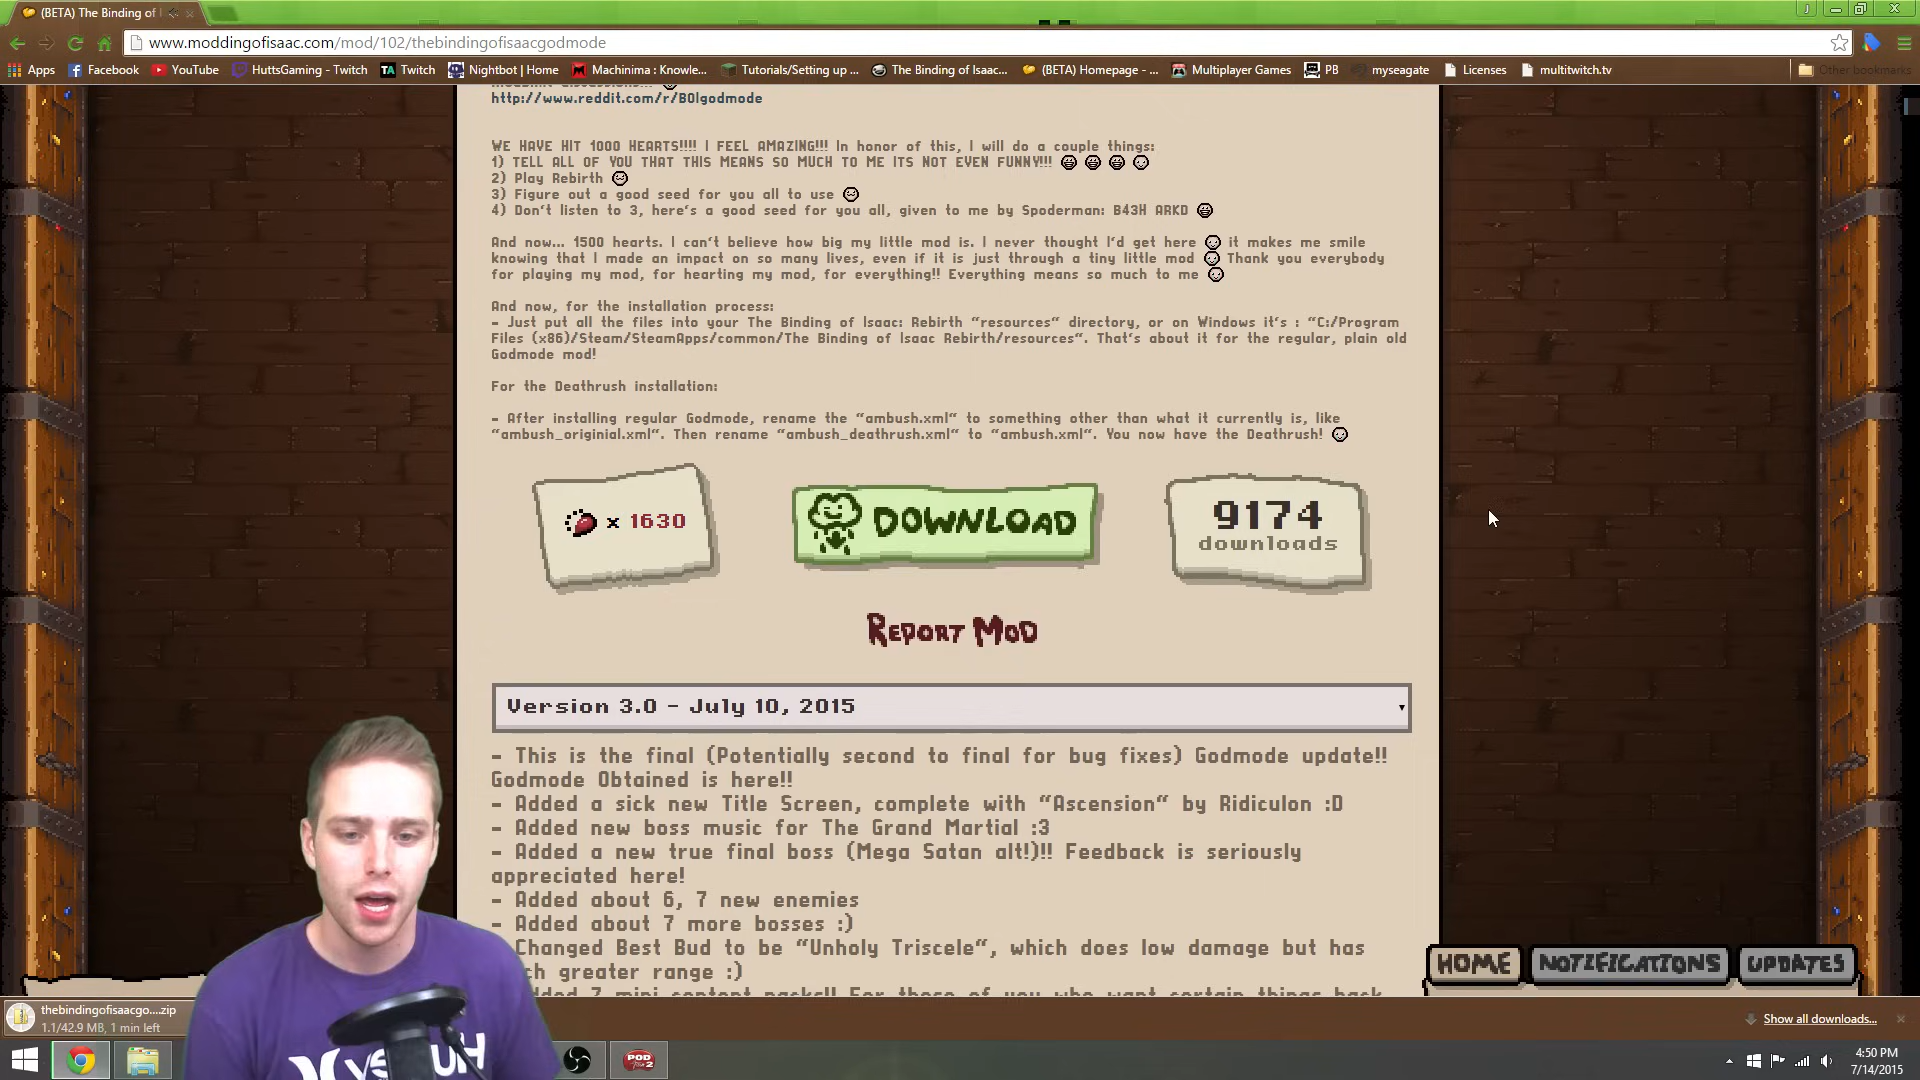 (BETA) The Binding of
www.moddingofisaac.com/mod/102/thebindingofisaacgodmode
Apps Facebook YouTube HuttsGaming - Twitch Twitch Nightbot | Home Machinima : Knowle... Tutorials/Setting up ... The Binding of Isaac... (BETA) Homepage - ... Multiplayer Games PB myseagate Licenses multitwitch.tv Other bookmarks
http://www.reddit.com/r/BOIgodmode
WE HAVE HIT 1000 HEARTS!!!! I FEEL AMAZING!!! In honor of this, I will do a couple things:
1) TELL ALL OF YOU THAT THIS MEANS SO MUCH TO ME ITS NOT EVEN FUNNY!!!
2) Play Rebirth
3) Figure out a good seed for you all to use
4) Don't listen to 3, here's a good seed for you all, given to me by Spoderman: B43H ARKD
And now... 1500 hearts. I can't believe how big my little mod is. I never thought I'd get here it makes me smile
knowing that I made an impact on so many lives, even if it is just through a tiny little mod Thank you everybody
for playing my mod, for hearting my mod, for everything!! Everything means so much to me
And now, for the installation process:
- Just put all the files into your The Binding of Isaac: Rebirth "resources" directory, or on Windows it's : "C:/Program
Files (x86)/Steam/SteamApps/common/The Binding of Isaac Rebirth/resources". That's about it for the regular, plain old
Godmode mod!
For the Deathrush installation:
- After installing regular Godmode, rename the "ambush.xml" to something other than what it currently is, like
"ambush_originial.xml". Then rename "ambush_deathrush.xml" to "ambush.xml". You now have the Deathrush!
x 1630
DOWNLOAD
9174
downloads
REPORT MOD
Version 3.0 - July 10, 2015
- This is the final (Potentially second to final for bug fixes) Godmode update!!
Godmode Obtained is here!!
- Added a sick new Title Screen, complete with "Ascension" by Ridiculon :D
- Added new boss music for The Grand Martial :3
- Added a new true final boss (Mega Satan alt!)!! Feedback is seriously
appreciated here!
- Added about 6, 7 new enemies
- Added about 7 more bosses :)
Changed Best Bud to be "Unholy Triscele", which does low damage but has
greater range :)
7 mini content packs!! For those of you who want certain things back
HOME NOTIFICATIONS UPDATES
thebindingofisaacgo....zip
1.1/42.9 MB, 1 min left
Show all downloads...
POD
2
4:50 PM
7/14/2015